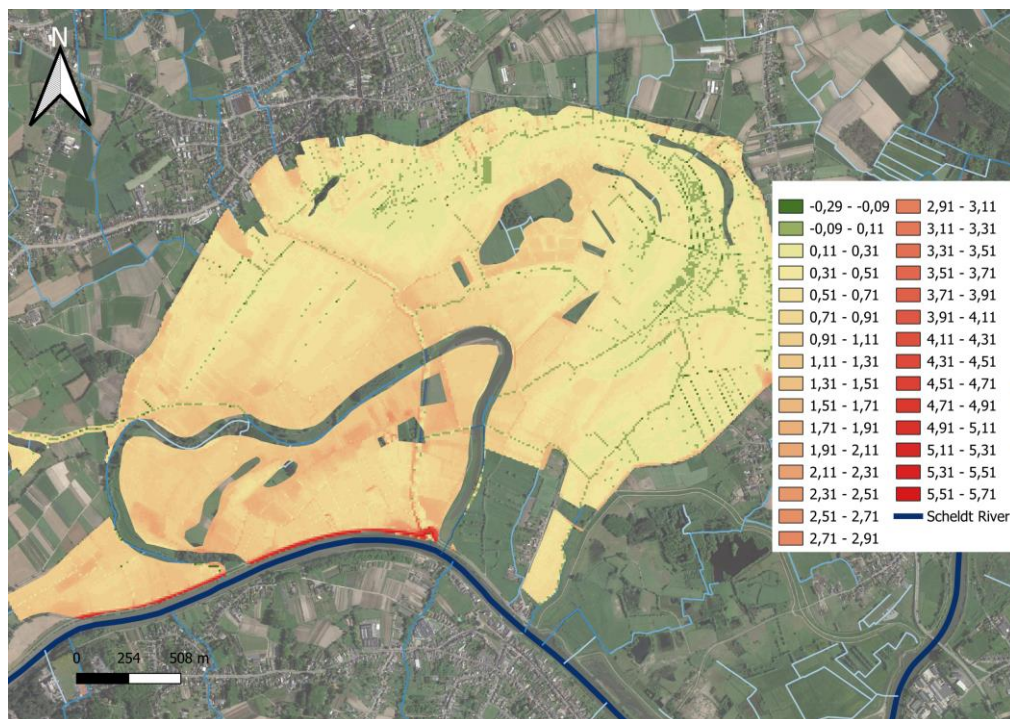 N
-0,29 - -0,09
-0,09 - 0,11
0,11 - 0,31
0,31 - 0,51
0,51 - 0,71
0,71 - 0,91
0,91 - 1,11
1,11 - 1,31
1,31 - 1,51
1,51 - 1,71
1,71 - 1,91
1,91 - 2,11
2,11 - 2,31
2,31 - 2,51
2,51 - 2,71
2,71 - 2,91
2,91 - 3,11
3,11 - 3,31
3,31 - 3,51
3,51 - 3,71
3,71 - 3,91
3,91 - 4,11
4,11 - 4,31
4,31 - 4,51
4,51 - 4,71
4,71 - 4,91
4,91 - 5,11
5,11 - 5,31
5,31 - 5,51
5,51 - 5,71
Scheldt River
0 254 508 m